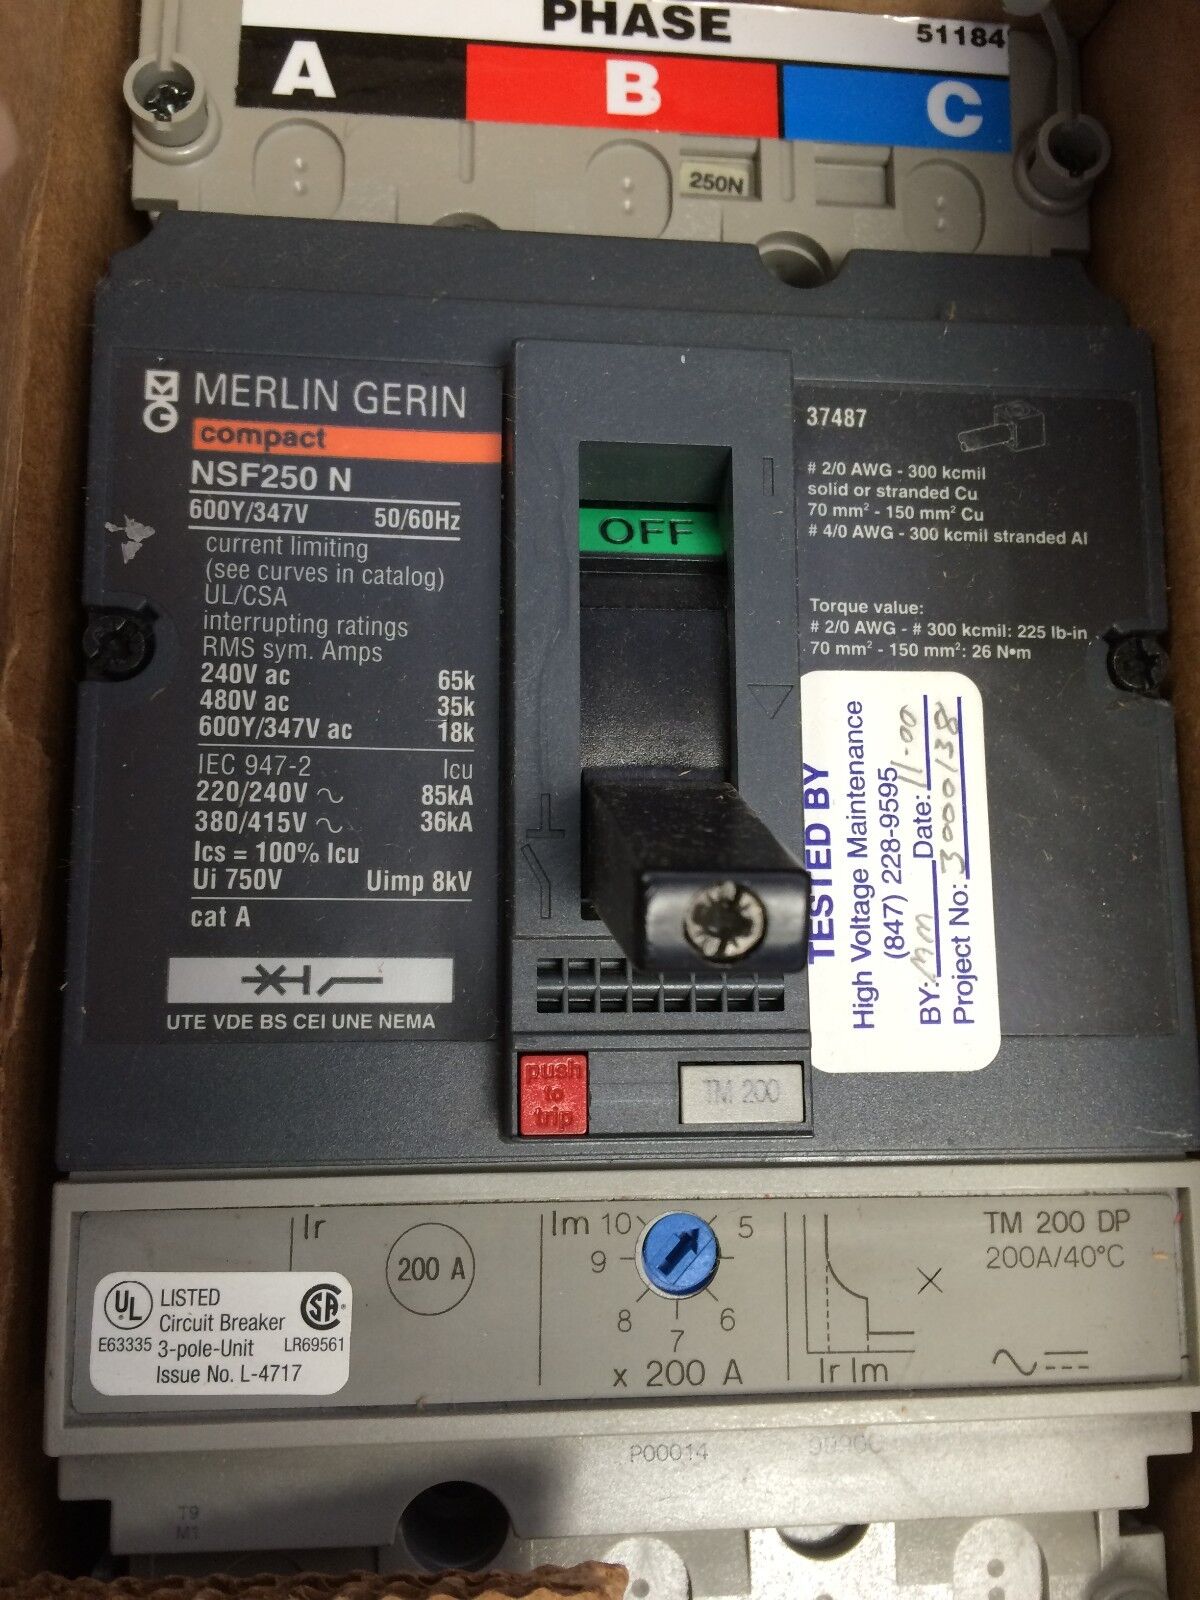 PHASE
51184
A
B
C
250N
MERLIN GERIN
compact
NSF250 N
600Y/347V 50/60Hz
current limiting
(see curves in catalog)
UL/CSA
interrupting ratings
RMS sym. Amps
240V ac 65k
480V ac 35k
600Y/347V ac 18k
IEC 947-2 Icu
220/240V ~ 85kA
380/415V ~ 36kA
Ics = 100% Icu
Ui 750V Uimp 8kV
cat A
UTE VDE BS CEI UNE NEMA
OFF
37487
# 2/0 AWG - 300 kcmil
solid or stranded Cu
70 mm² - 150 mm² Cu
# 4/0 AWG - 300 kcmil stranded Al
Torque value:
# 2/0 AWG - # 300 kcmil: 225 lb-in
70 mm² - 150 mm²: 26 N•m
TESTED BY
High Voltage Maintenance
(847) 228-9595
BY: MM Date: 11-00
Project No: 3000138
push
to
trip
TM 200
Ir
200 A
Im
10
5
9
8
7
6
x 200 A
Ir Im
TM 200 DP
200A/40°C
UL
LISTED
Circuit Breaker
E63335 3-pole-Unit LR69561
Issue No. L-4717
P00014
T9
M1